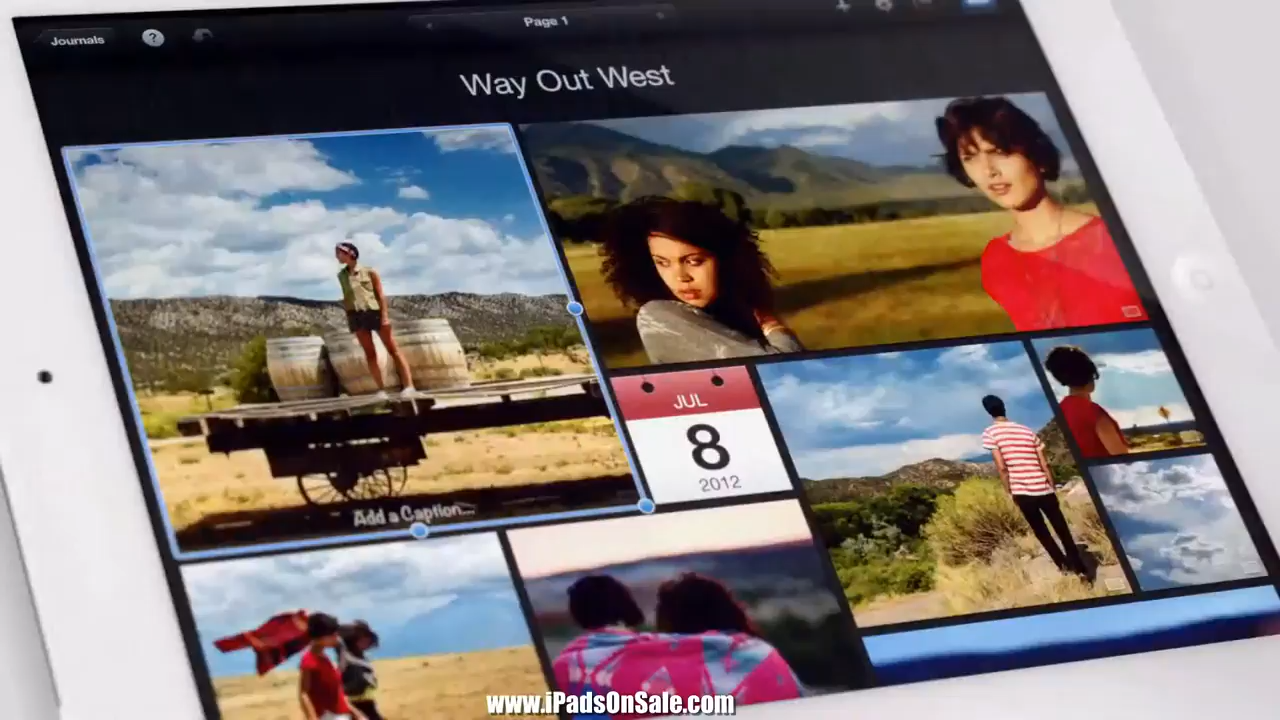 Journals
?
Page 1
Way Out West
Add a Caption...
JUL
8
2012
www.iPadsOnSale.com